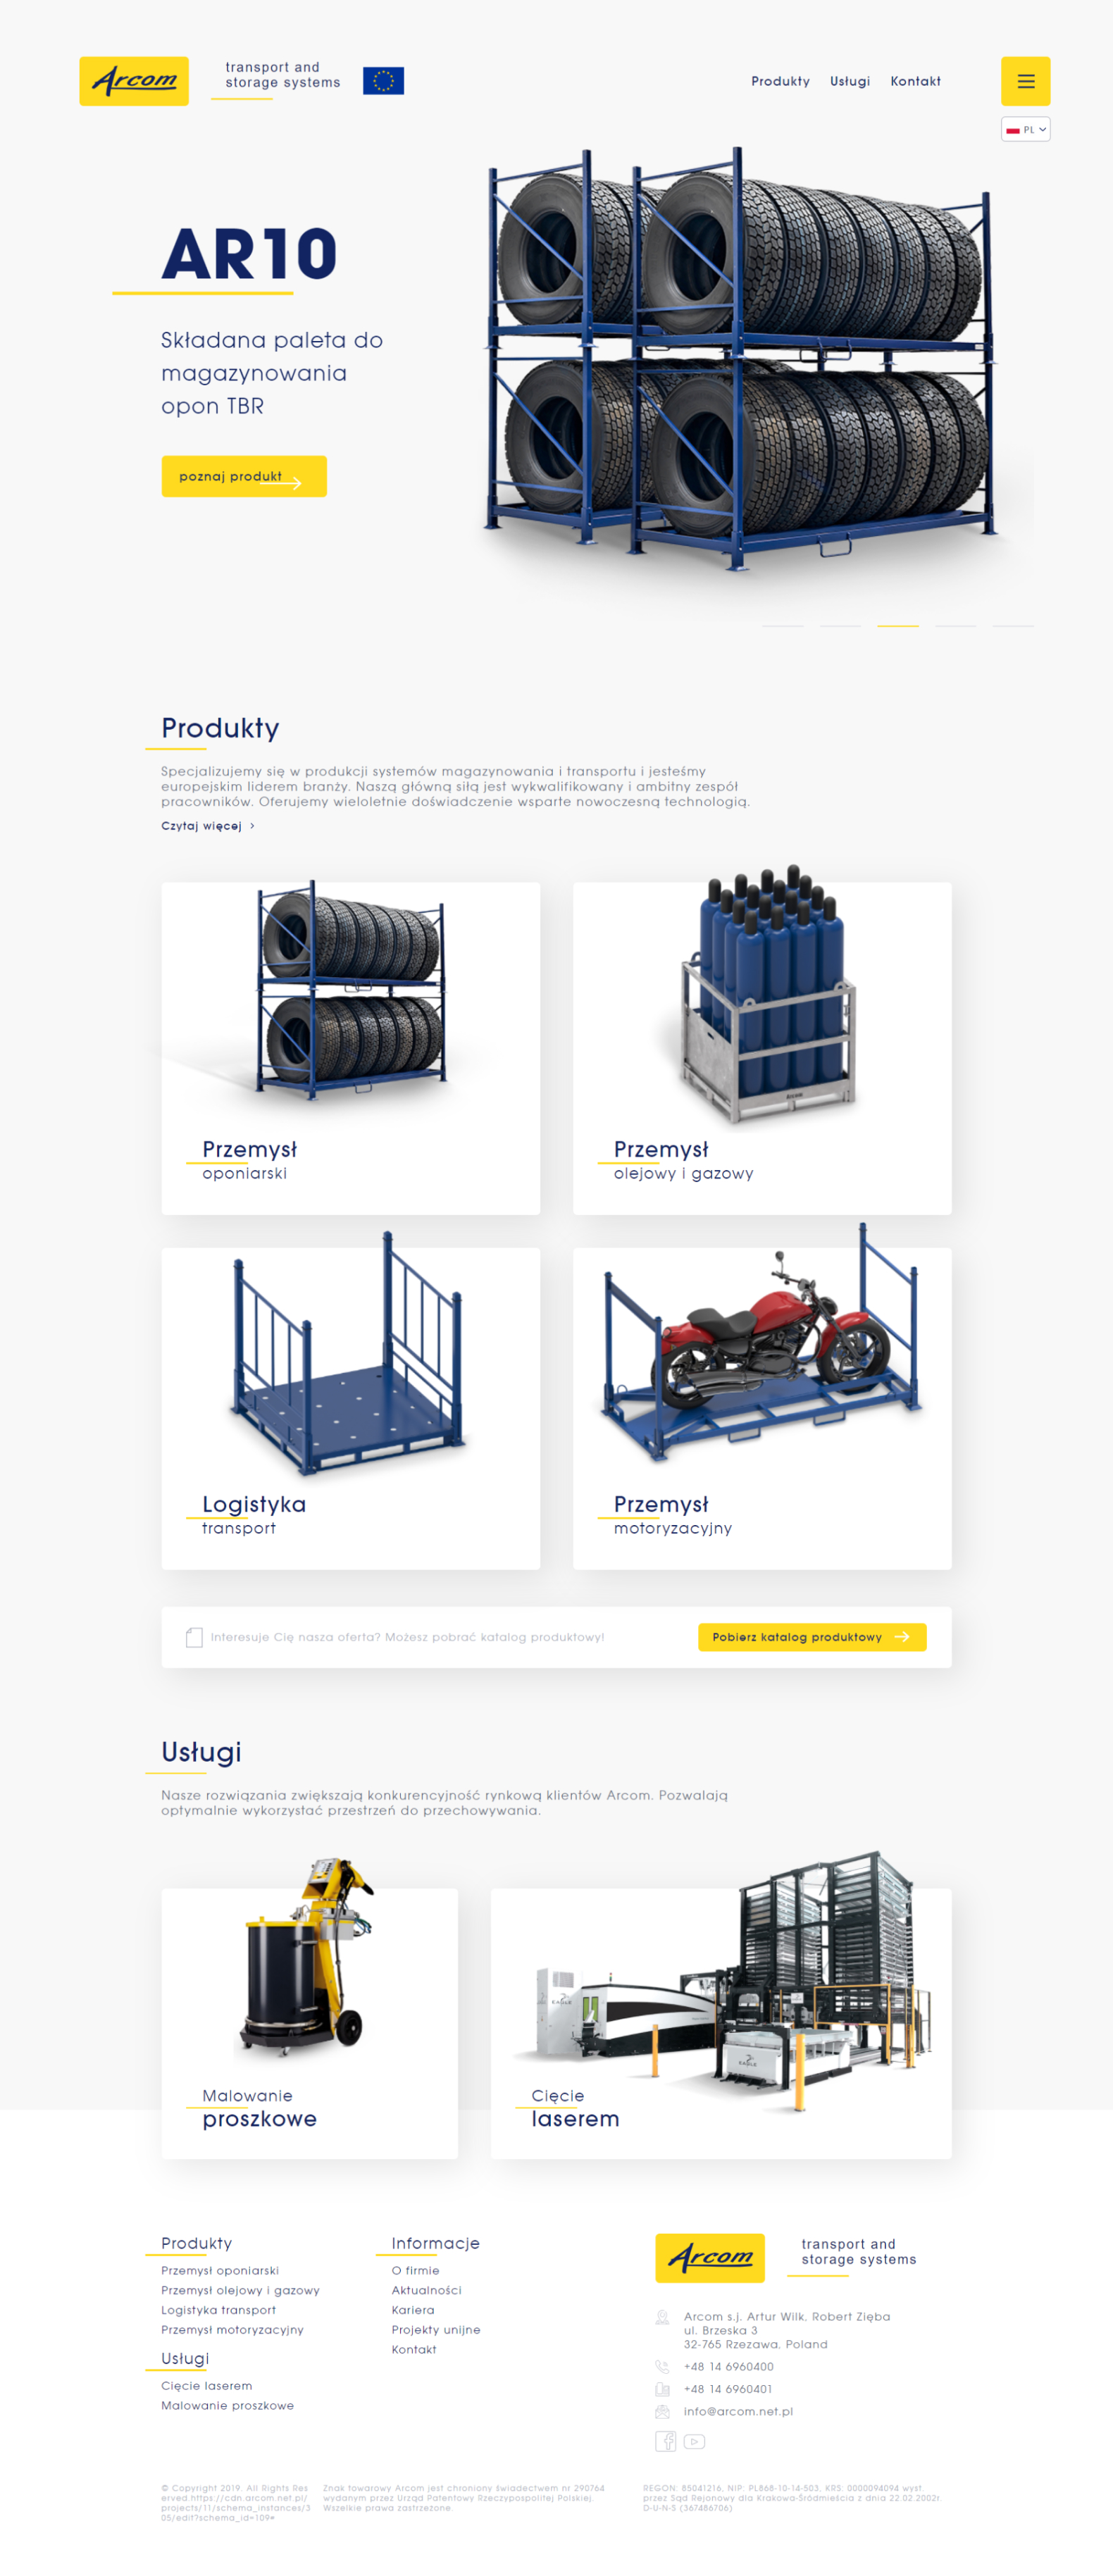 Arcom
transport and
storage systems
Produkty Usługi Kontakt
PL
AR10
Składana paleta do
magazynowania
opon TBR
poznaj produkt
Produkty
Specjalizujemy się w produkcji systemów magazynowania i transportu i jesteśmy
europejskim liderem branży. Naszą główną siłą jest wykwalifikowany i ambitny zespół
pracowników. Oferujemy wieloletnie doświadczenie wsparte nowoczesną technologią.
Czytaj więcej
Przemysł
oponiarski
Arcom
Przemysł
olejowy i gazowy
Logistyka
transport
Przemysł
motoryzacyjny
Interesuje Cię nasza oferta? Możesz pobrać katalog produktowy!
Pobierz katalog produktowy
Usługi
Nasze rozwiązania zwiększają konkurencyjność rynkową klientów Arcom. Pozwalają
optymalnie wykorzystać przestrzeń do przechowywania.
EAGLE
EAGLE
Malowanie
proszkowe
Cięcie
laserem
Produkty
Przemysł oponiarski
Przemysł olejowy i gazowy
Logistyka transport
Przemysł motoryzacyjny
Usługi
Cięcie laserem
Malowanie proszkowe
Informacje
O firmie
Aktualności
Kariera
Projekty unijne
Kontakt
Arcom
transport and
storage systems
Arcom s.j. Artur Wilk, Robert Zięba
ul. Brzeska 3
32-765 Rzezawa, Poland
+48 14 6960400
+48 14 6960401
info@arcom.net.pl
© Copyright 2019. All Rights Res
erved.https://cdn.arcom.net.pl/
projects/11/schema_instances/3
05/edit?schema_id=109#
Znak towarowy Arcom jest chroniony świadectwem nr 290764
wydanym przez Urząd Patentowy Rzeczypospolitej Polskiej.
Wszelkie prawa zastrzeżone.
REGON: 85041216, NIP: PL868-10-14-503, KRS: 0000094094 wyst.
przez Sąd Rejonowy dla Krakowa-Śródmieścia z dnia 22.02.2002r.
D-U-N-S (367486706)